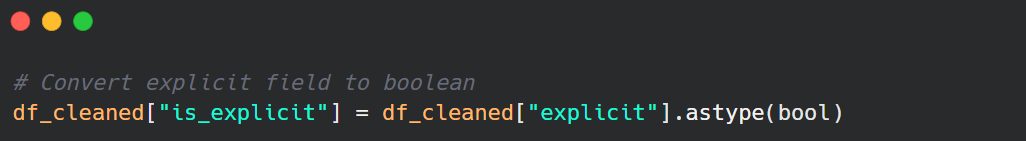 # Convert explicit field to boolean
df_cleaned["is_explicit"] = df_cleaned["explicit"].astype(bool)